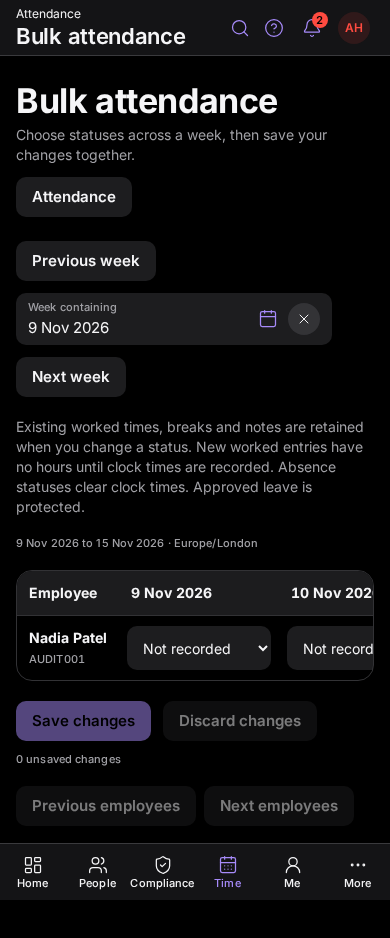 Attendance
Bulk attendance
2
AH
Bulk attendance
Choose statuses across a week, then save your
changes together.
Attendance
Previous week
Week containing
9 Nov 2026
Next week
Existing worked times, breaks and notes are retained
when you change a status. New worked entries have
no hours until clock times are recorded. Absence
statuses clear clock times. Approved leave is
protected.
9 Nov 2026 to 15 Nov 2026 · Europe/London
Employee 9 Nov 2026 10 Nov 202
Nadia Patel Not recorded Not record
AUDIT001
Save changes Discard changes
0 unsaved changes
Previous employees Next employees
Home People Compliance Time Me More